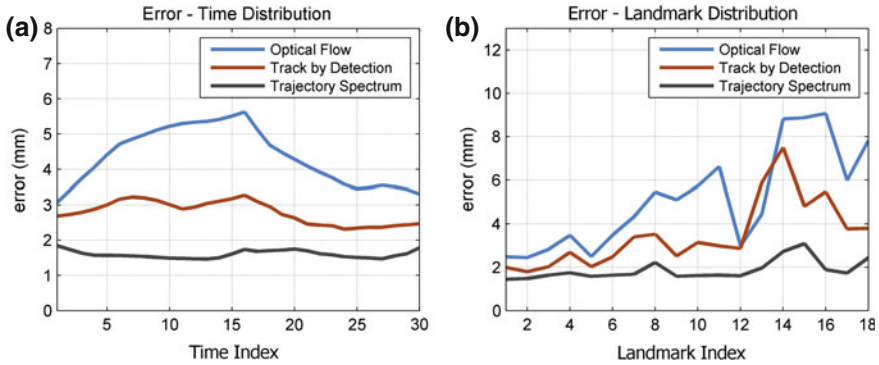 (a)
Error - Time Distribution
8
7
6
5
4
3
2
1
0
error (mm)
Optical Flow
Track by Detection
Trajectory Spectrum
5 10 15 20 25 30
Time Index
(b)
Error - Landmark Distribution
12
10
8
6
4
2
0
error (mm)
Optical Flow
Track by Detection
Trajectory Spectrum
2 4 6 8 10 12 14 16 18
Landmark Index